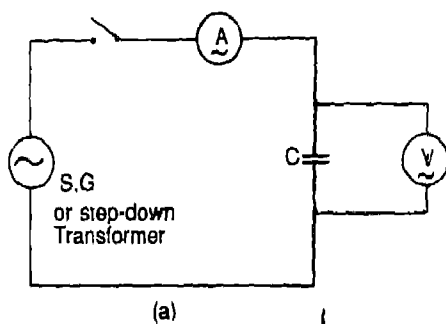 A
C
V
S.G
or step-down
Transformer
(a)